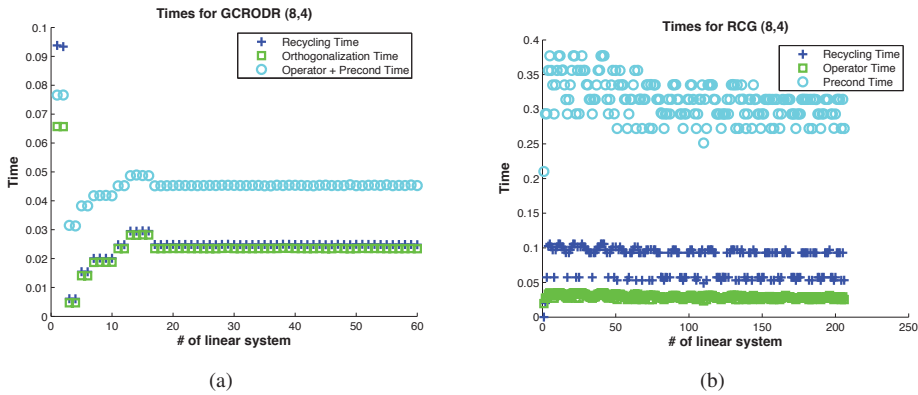 Times for GCRODR (8,4)
0.1
0.09
0.08
0.07
0.06
0.05
0.04
0.03
0.02
0.01
0
Time
Recycling Time
Orthogonalization Time
Operator + Precond Time
0 10 20 30 40 50 60
# of linear system
(a)
Times for RCG (8,4)
0.4
0.35
0.3
0.25
0.2
0.15
0.1
0.05
0
Time
Recycling Time
Operator Time
Precond Time
0 50 100 150 200 250
# of linear system
(b)